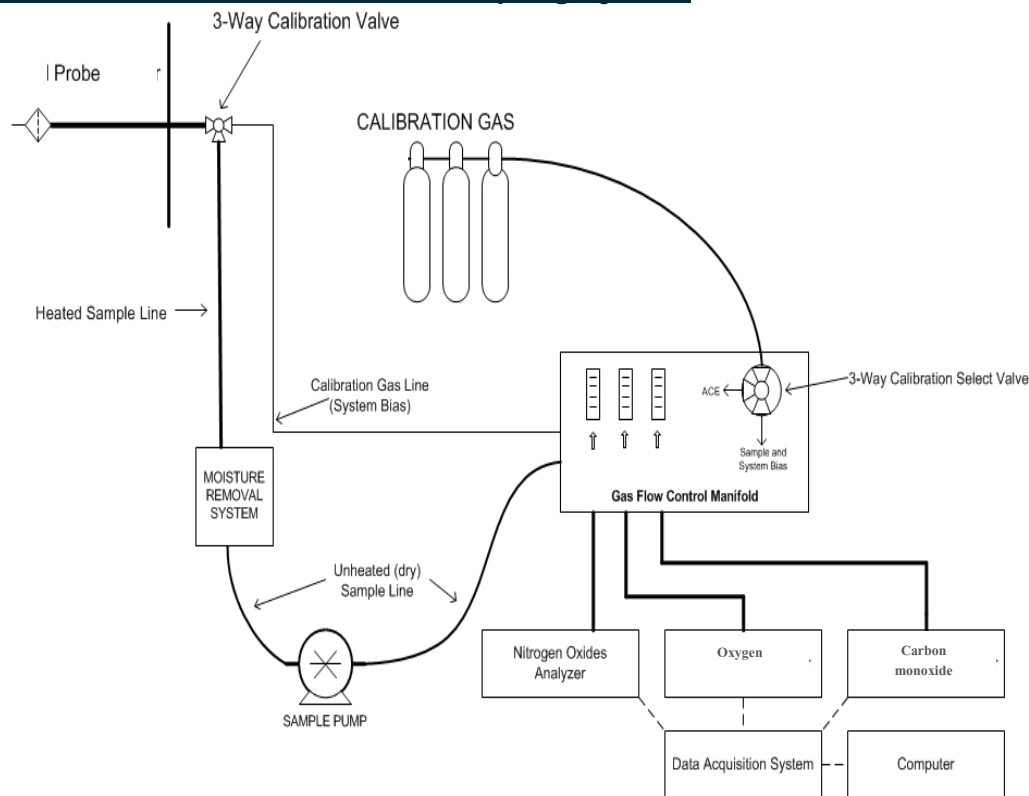 3-Way Calibration Valve
Probe
CALIBRATION GAS
Heated Sample Line
Calibration Gas Line
(System Bias)
ACE
3-Way Calibration Select Valve
Sample and
System Bias
Gas Flow Control Manifold
MOISTURE
REMOVAL
SYSTEM
Unheated (dry)
Sample Line
SAMPLE PUMP
Nitrogen Oxides
Analyzer
Oxygen
Carbon
monoxide
Data Acquisition System
Computer